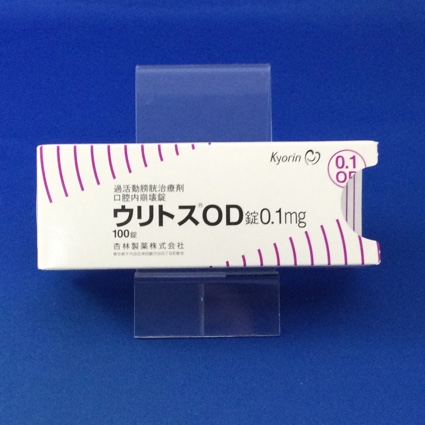 Kyorin
0.1
OD
過活動膀胱治療剤
口腔内崩壊錠
ウリトス®OD錠0.1mg
100錠
杏林製薬株式会社